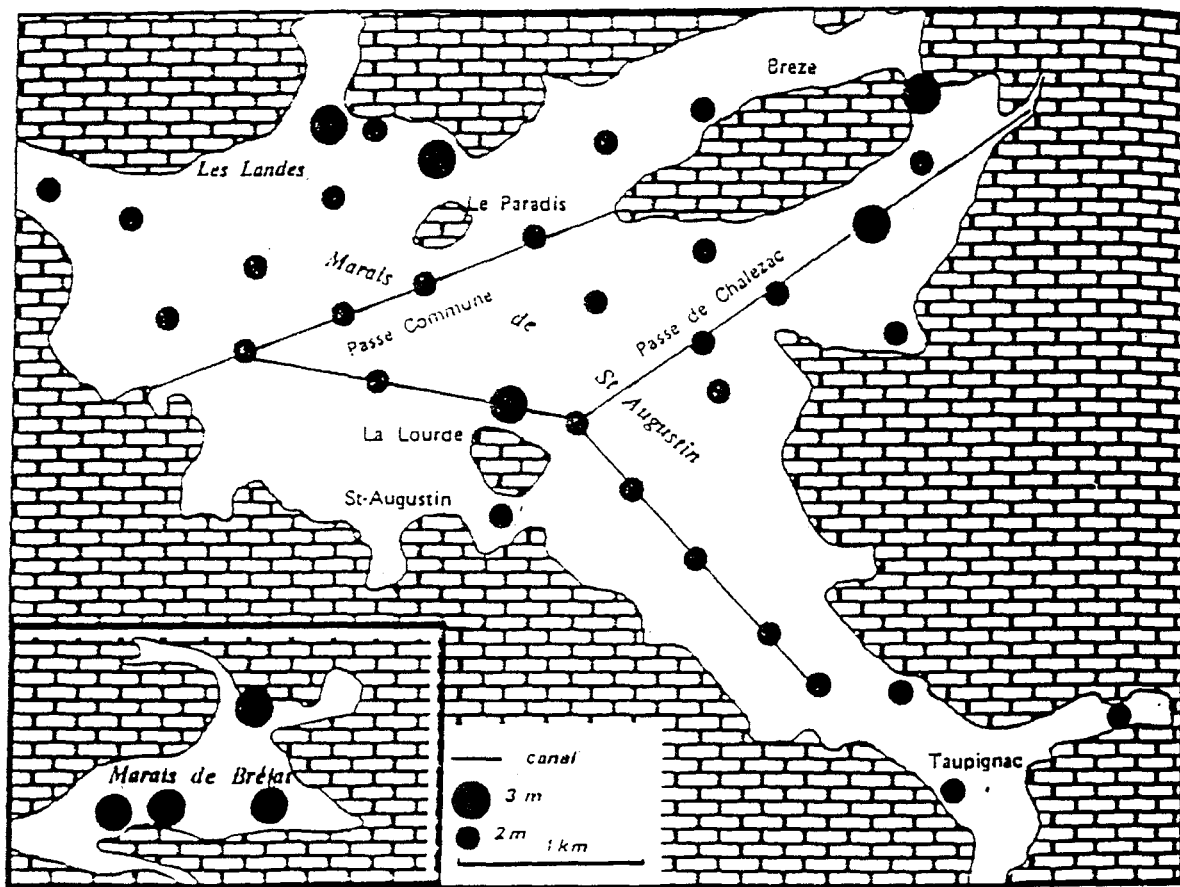 Breze
Les Landes
Le Paradis
Marais
Passe Commune
de
Passe de Chalezac
St Augustin
La Lourde
St-Augustin
Marais de Bréjat
Taupignac
canal
3 m
2 m
1 km